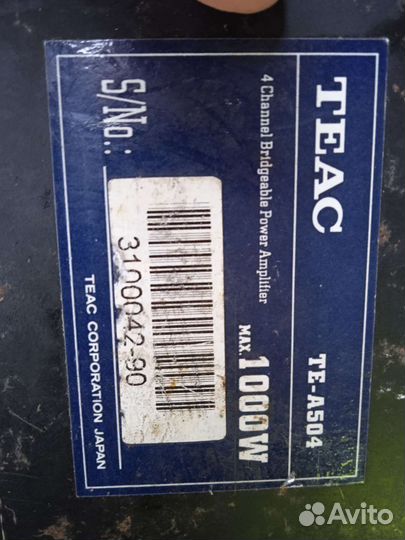 TEAC
TE-A504
4 Channel Bridgeable Power Amplifier
MAX. 1000W
S/No.:
3100042-90
TEAC CORPORATION JAPAN
Avito